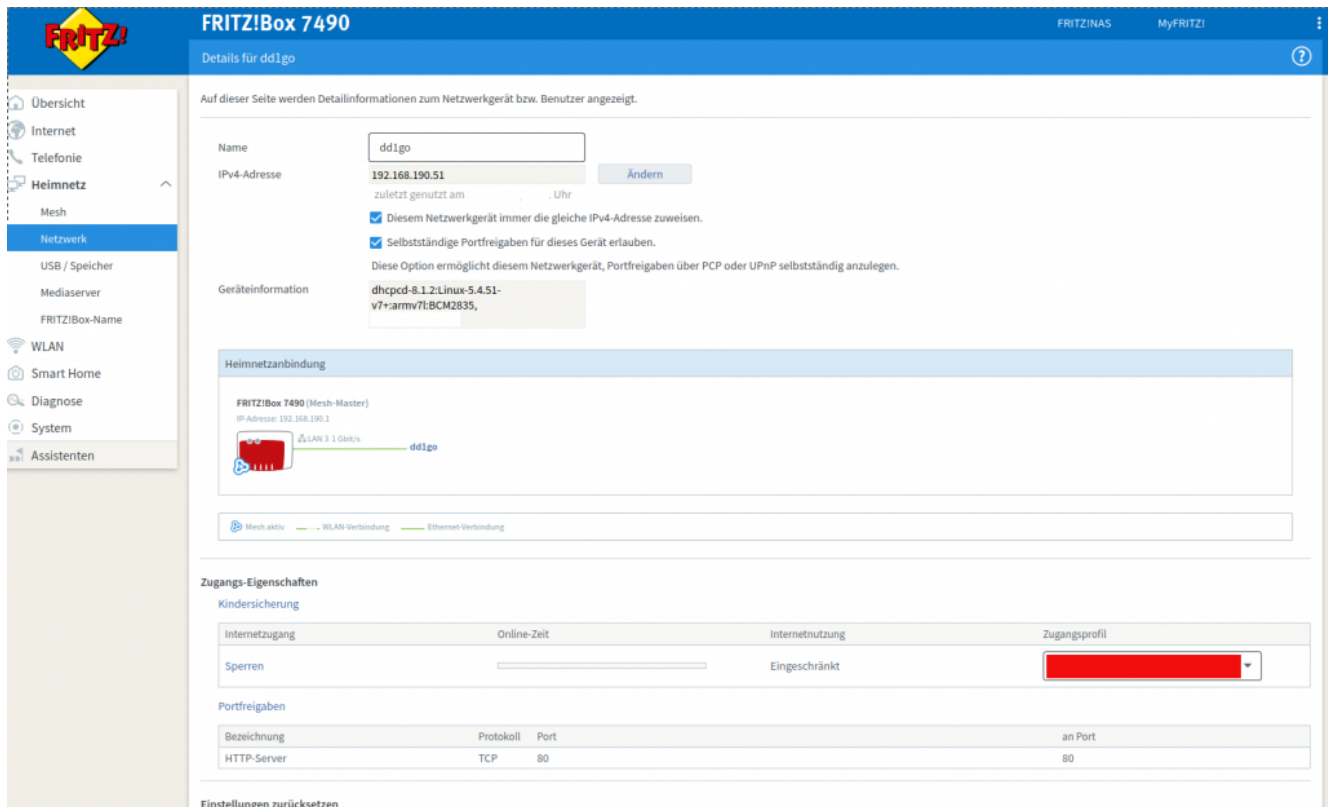 FRITZ!
FRITZ!Box 7490
FRITZ!NAS
MyFRITZ!
Details für dd1go
Übersicht
Internet
Telefonie
Heimnetz
Mesh
Netzwerk
USB / Speicher
Mediaserver
FRITZ!Box-Name
WLAN
Smart Home
Diagnose
System
Assistenten
Auf dieser Seite werden Detailinformationen zum Netzwerkgerät bzw. Benutzer angezeigt.
Name
dd1go
IPv4-Adresse
192.168.190.51
Ändern
zuletzt genutzt am . Uhr
Diesem Netzwerkgerät immer die gleiche IPv4-Adresse zuweisen.
Selbstständige Portfreigaben für dieses Gerät erlauben.
Diese Option ermöglicht diesem Netzwerkgerät, Portfreigaben über PCP oder UPnP selbstständig anzulegen.
Geräteinformation
dhcpcd-8.1.2:Linux-5.4.51-
v7+:armv7l:BCM2835,
Heimnetzanbindung
FRITZ!Box 7490 (Mesh-Master)
IP-Adresse: 192.168.190.1
LAN 3 1 Gbit/s
dd1go
Mesh aktiv
WLAN-Verbindung
Ethernet-Verbindung
Zugangs-Eigenschaften
Kindersicherung
Internetzugang Online-Zeit Internetnutzung Zugangsprofil
Sperren Eingeschränkt
Portfreigaben
Bezeichnung Protokoll Port an Port
HTTP-Server TCP 80 80
Einstellungen zurücksetzen